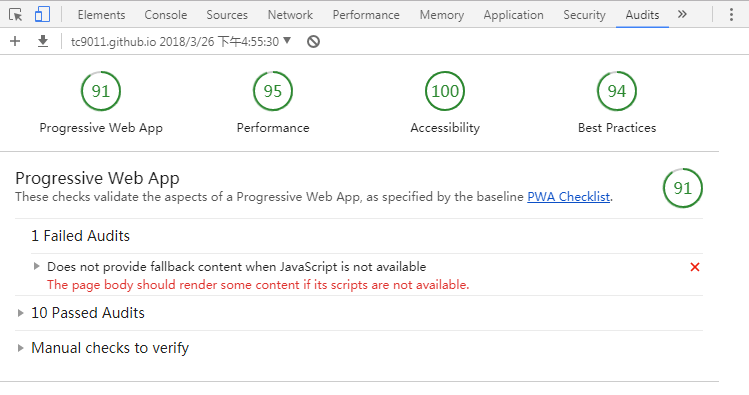 Elements Console Sources Network Performance Memory Application Security Audits »
tc9011.github.io 2018/3/26 下午4:55:30 ▼
91 95 100 94
Progressive Web App Performance Accessibility Best Practices
Progressive Web App 91
These checks validate the aspects of a Progressive Web App, as specified by the baseline PWA Checklist.
1 Failed Audits
Does not provide fallback content when JavaScript is not available
The page body should render some content if its scripts are not available.
10 Passed Audits
Manual checks to verify